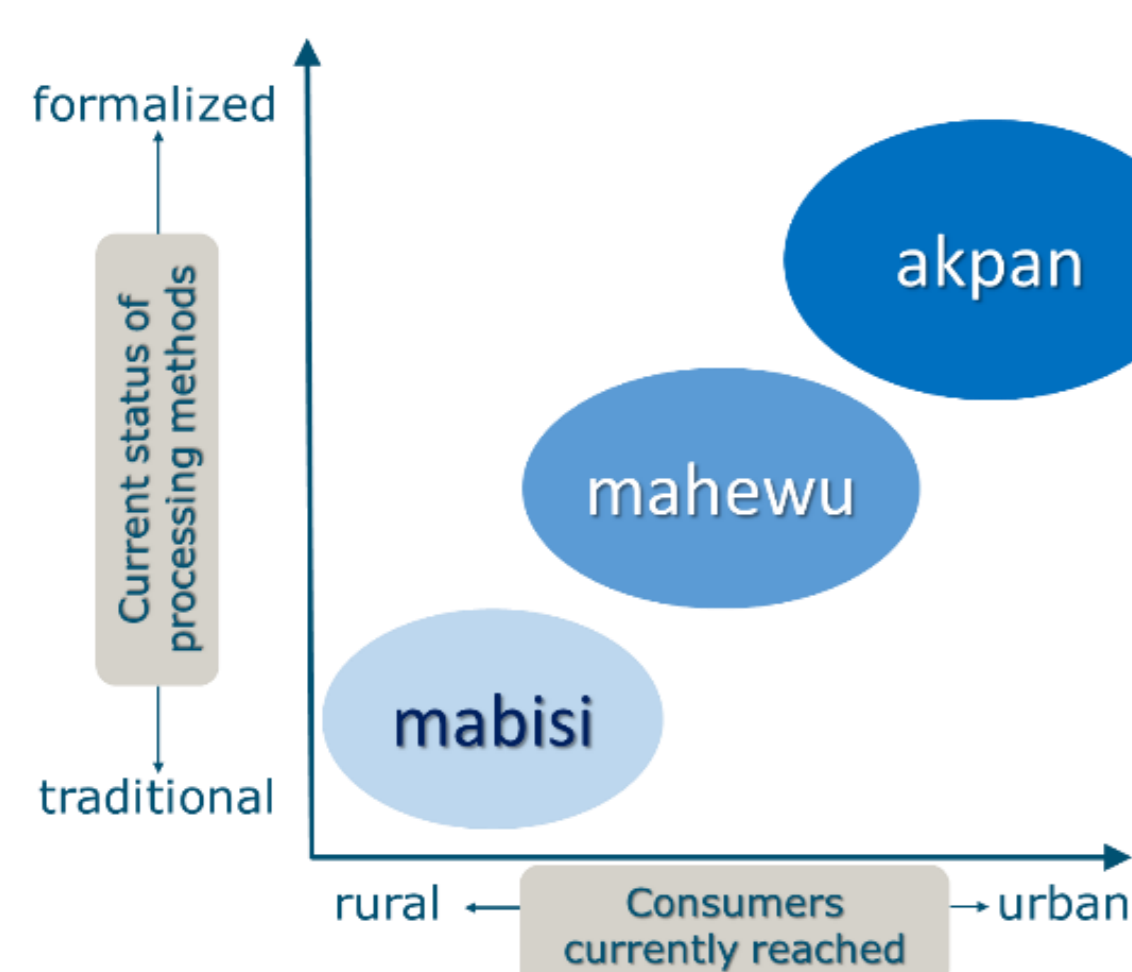 formalized
Current status of
processing methods
traditional
akpan
mahewu
mabisi
rural
Consumers
currently reached
urban